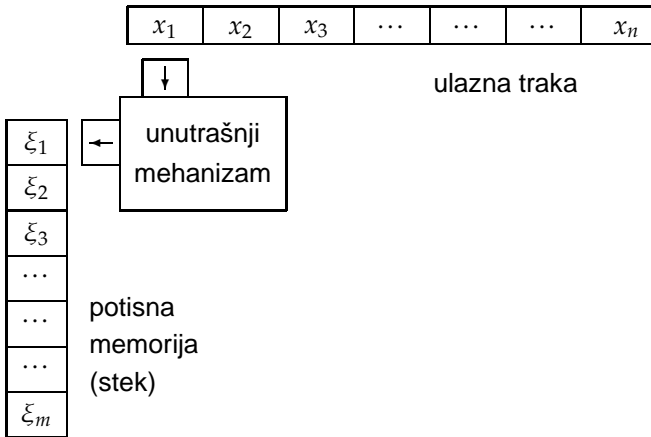 x₁ x₂ x₃ ⋯ ⋯ ⋯ xₙ
ulazna traka
unutrašnji
mehanizam
ξ₁
ξ₂
ξ₃
⋯
⋯
⋯
ξₘ
potisna
memorija
(stek)